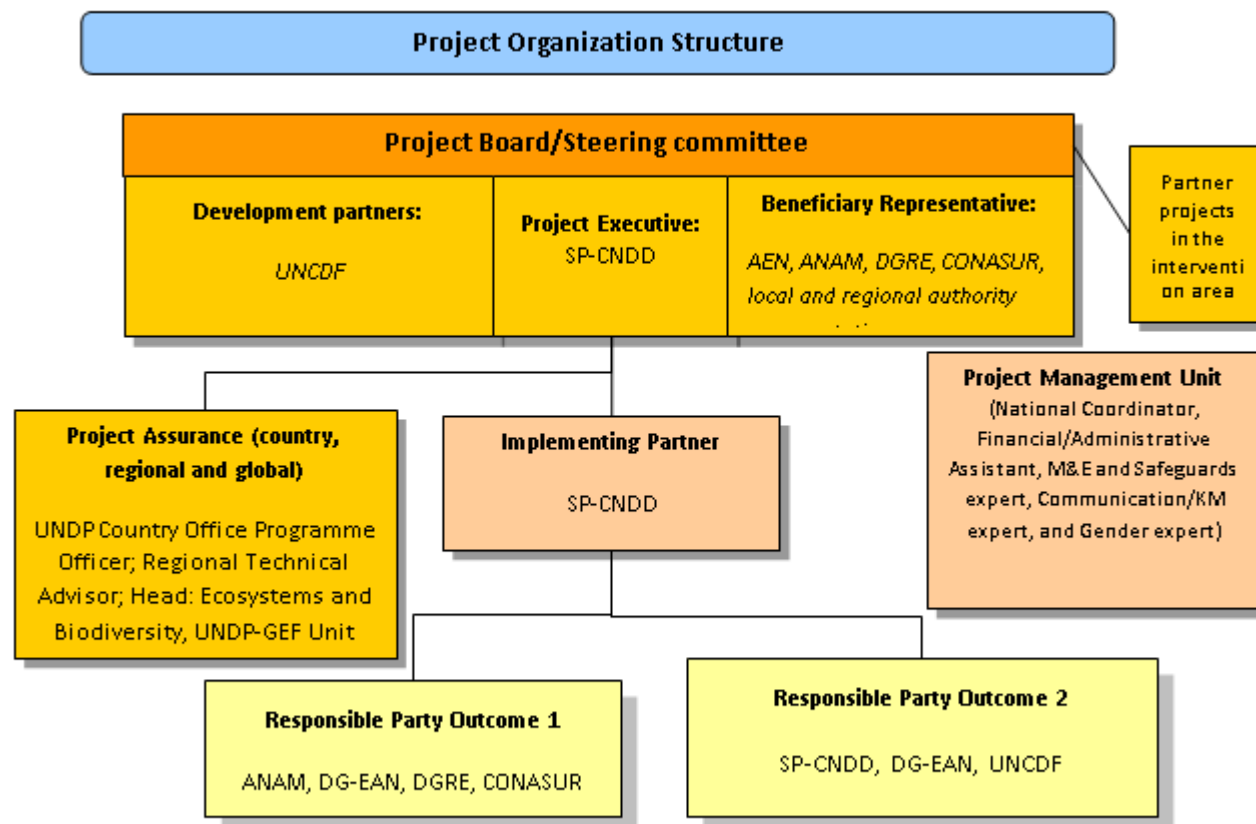 Project Organization Structure
Project Board/Steering committee
Development partners:
UNCDF
Project Executive:
SP-CNDD
Beneficiary Representative:
AEN, ANAM, DGRE, CONASUR,
local and regional authority
Partner
projects
in the
interventi
on area
Project Assurance (country,
regional and global)
UNDP Country Office Programme
Officer; Regional Technical
Advisor; Head: Ecosystems and
Biodiversity, UNDP-GEF Unit
Implementing Partner
SP-CNDD
Project Management Unit
(National Coordinator,
Financial/Administrative
Assistant, M&E and Safeguards
expert, Communication/KM
expert, and Gender expert)
Responsible Party Outcome 1
ANAM, DG-EAN, DGRE, CONASUR
Responsible Party Outcome 2
SP-CNDD, DG-EAN, UNCDF